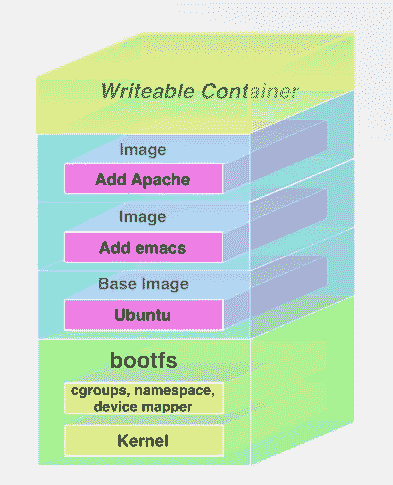 Writeable Container
Image
Add Apache
Image
Add emacs
Base Image
Ubuntu
bootfs
cgroups, namespace,
device mapper
Kernel